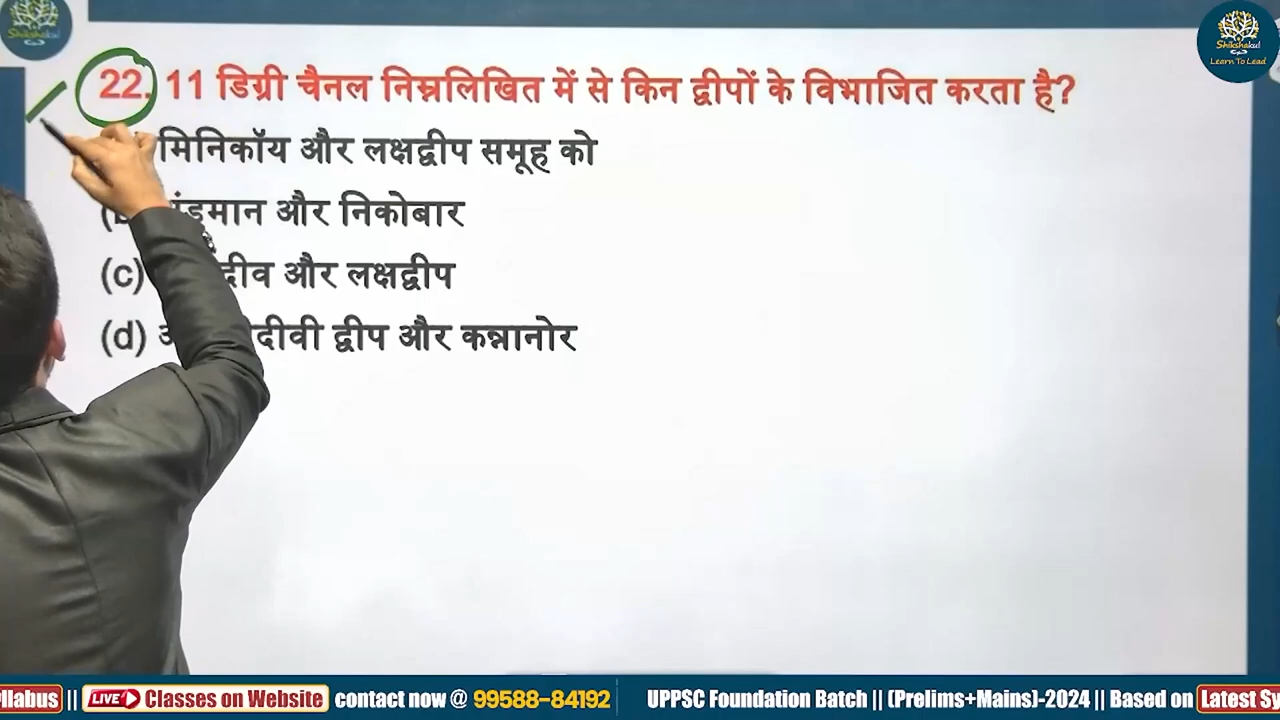 Shikshakul
Shikshakul
Learn To Lead
22. 11 डिग्री चैनल निम्नलिखित में से किन द्वीपों के विभाजित करता है?
मिनिकॉय और लक्षद्वीप समूह को
(b) अंडमान और निकोबार
(c) और लक्षद्वीप
(d) द्वीप और कन्नानोर
llabus || LIVE Classes on Website contact now @ 99588-84192 UPPSC Foundation Batch || (Prelims+Mains)-2024 || Based on Latest Sy